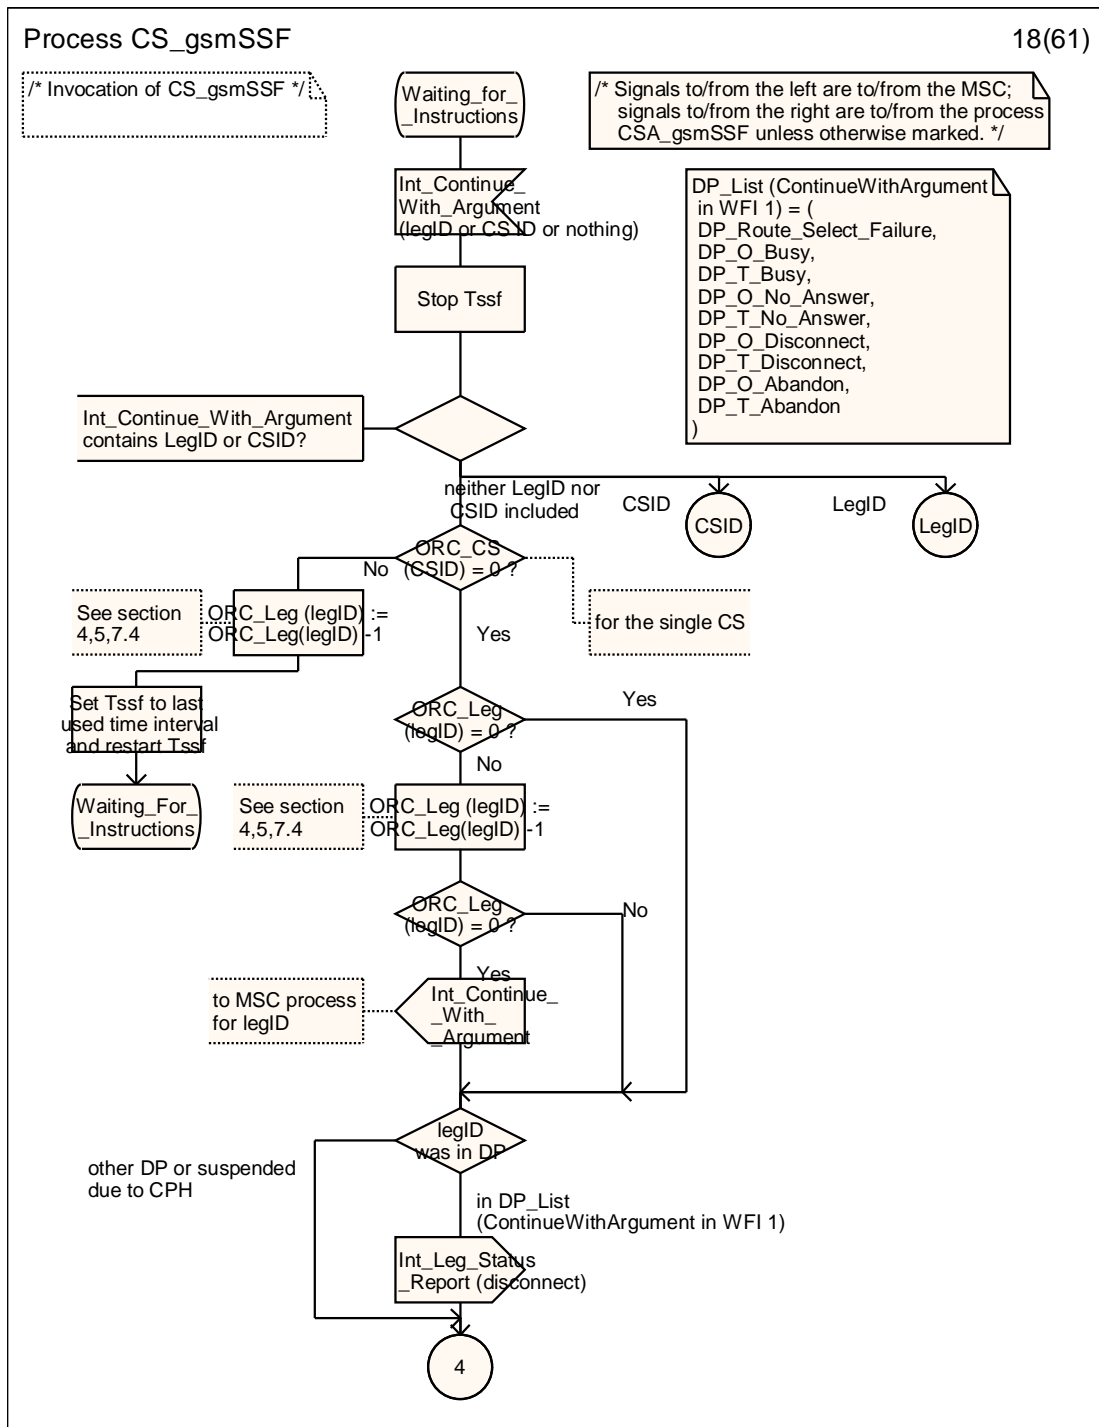 Process CS_gsmSSF
18(61)
/* Invocation of CS_gsmSSF */
Waiting_for_
_Instructions
/* Signals to/from the left are to/from the MSC;
signals to/from the right are to/from the process
CSA_gsmSSF unless otherwise marked. */
Int_Continue_
With_Argument
(legID or CS ID or nothing)
DP_List (ContinueWithArgument
in WFI 1) = (
DP_Route_Select_Failure,
DP_O_Busy,
DP_T_Busy,
DP_O_No_Answer,
DP_T_No_Answer,
DP_O_Disconnect,
DP_T_Disconnect,
DP_O_Abandon,
DP_T_Abandon
)
Stop Tssf
Int_Continue_With_Argument
contains LegID or CSID?
neither LegID nor
CSID included
CSID
CSID
LegID
LegID
ORC_CS
(CSID) = 0 ?
No
See section
4,5,7.4
ORC_Leg (legID) :=
ORC_Leg(legID) -1
Yes
for the single CS
Set Tssf to last
used time interval
and restart Tssf
ORC_Leg
(logID) = 0 ?
Yes
No
Waiting_For_
_Instructions
See section
4,5,7.4
ORC_Leg (legID) :=
ORC_Leg(legID) -1
ORC_Leg
(logID) = 0 ?
No
Yes
to MSC process
for legID
Int_Continue_
_With_
_Argument
legID
was in DP
other DP or suspended
due to CPH
in DP_List
(ContinueWithArgument in WFI 1)
Int_Leg_Status
_Report (disconnect)
4